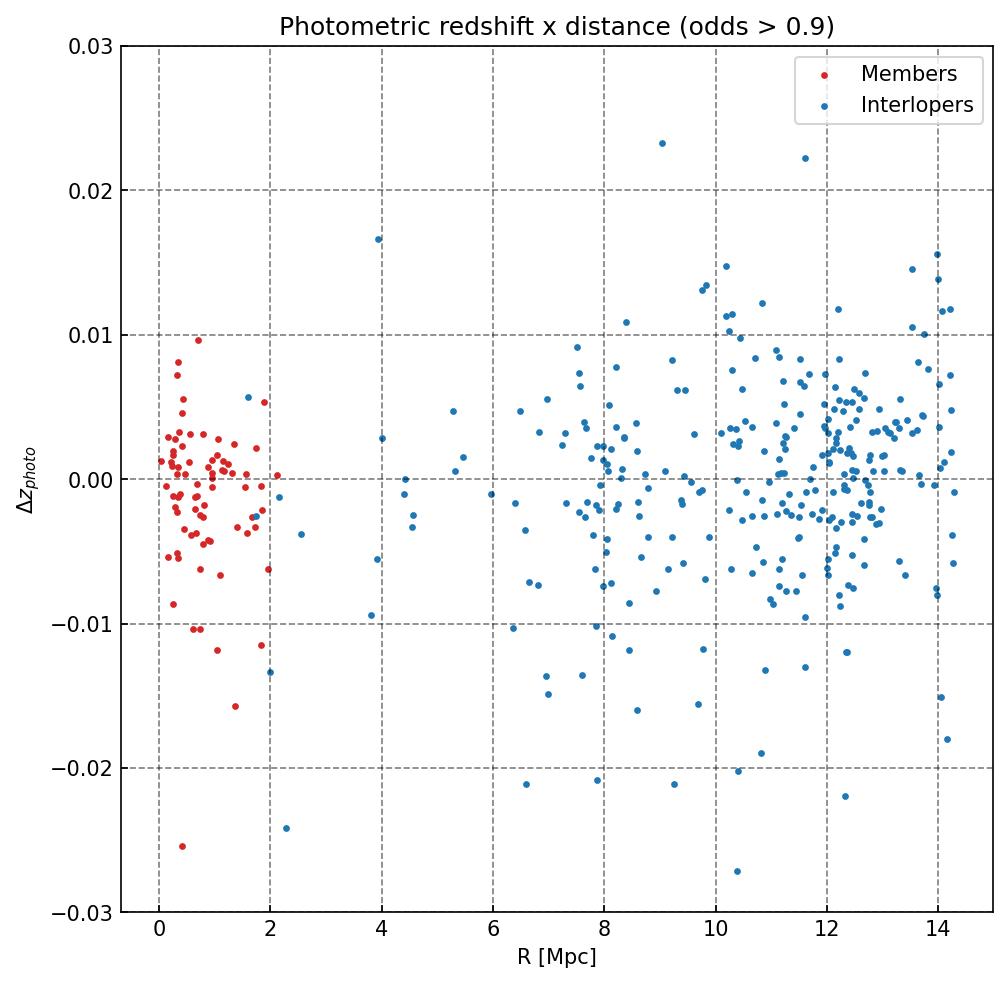 Photometric redshift x distance (odds > 0.9)
0.03
Members
Interlopers
0.02
0.01
0.00
−0.01
−0.02
−0.03
Δz_photo
0 2 4 6 8 10 12 14
R [Mpc]